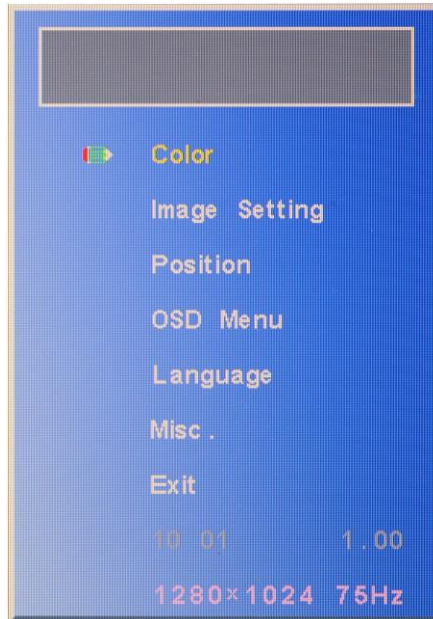 Color
Image Setting
Position
OSD Menu
Language
Misc.
Exit
10 01 1.00
1280×1024 75Hz